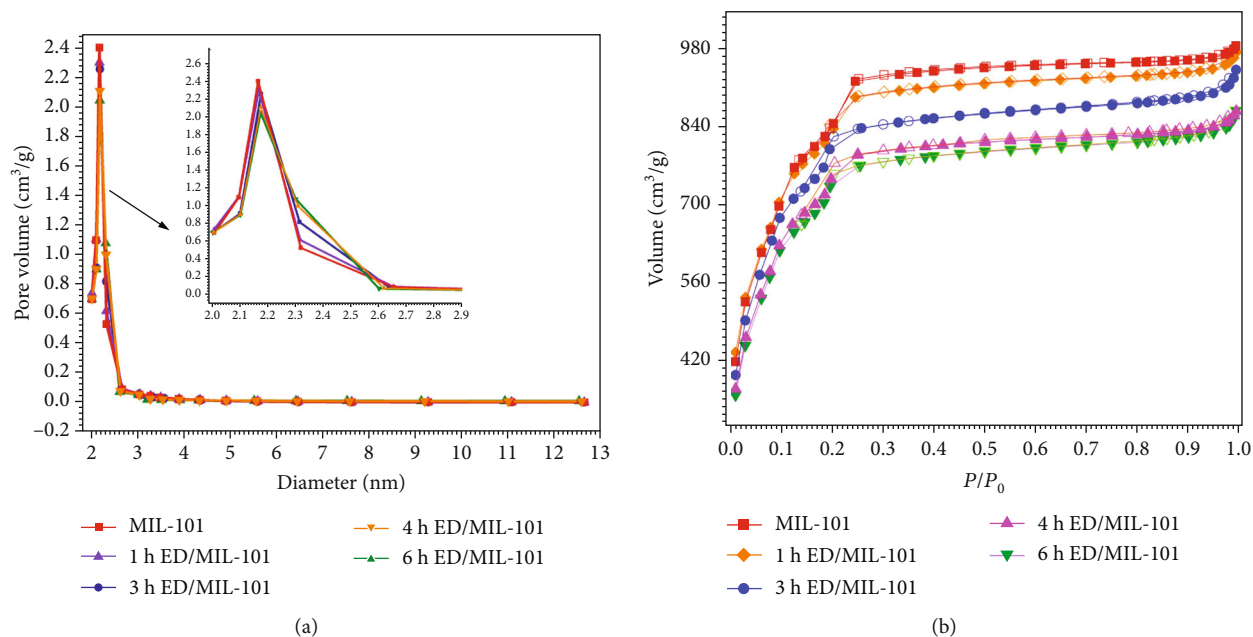 2.4
2.2
2.0
1.8
1.6
1.4
1.2
1.0
0.8
0.6
0.4
0.2
0.0
–0.2
Pore volume (cm³/g)
2 3 4 5 6 7 8 9 10 11 12 13
Diameter (nm)
2.6
2.4
2.2
2.0
1.8
1.6
1.4
1.2
1.0
0.8
0.6
0.4
0.2
0.0
2.0 2.1 2.2 2.3 2.4 2.5 2.6 2.7 2.8 2.9
MIL-101
1 h ED/MIL-101
3 h ED/MIL-101
4 h ED/MIL-101
6 h ED/MIL-101
(a)
980
840
700
560
420
Volume (cm³/g)
0.0 0.1 0.2 0.3 0.4 0.5 0.6 0.7 0.8 0.9 1.0
P/P₀
MIL-101
1 h ED/MIL-101
3 h ED/MIL-101
4 h ED/MIL-101
6 h ED/MIL-101
(b)